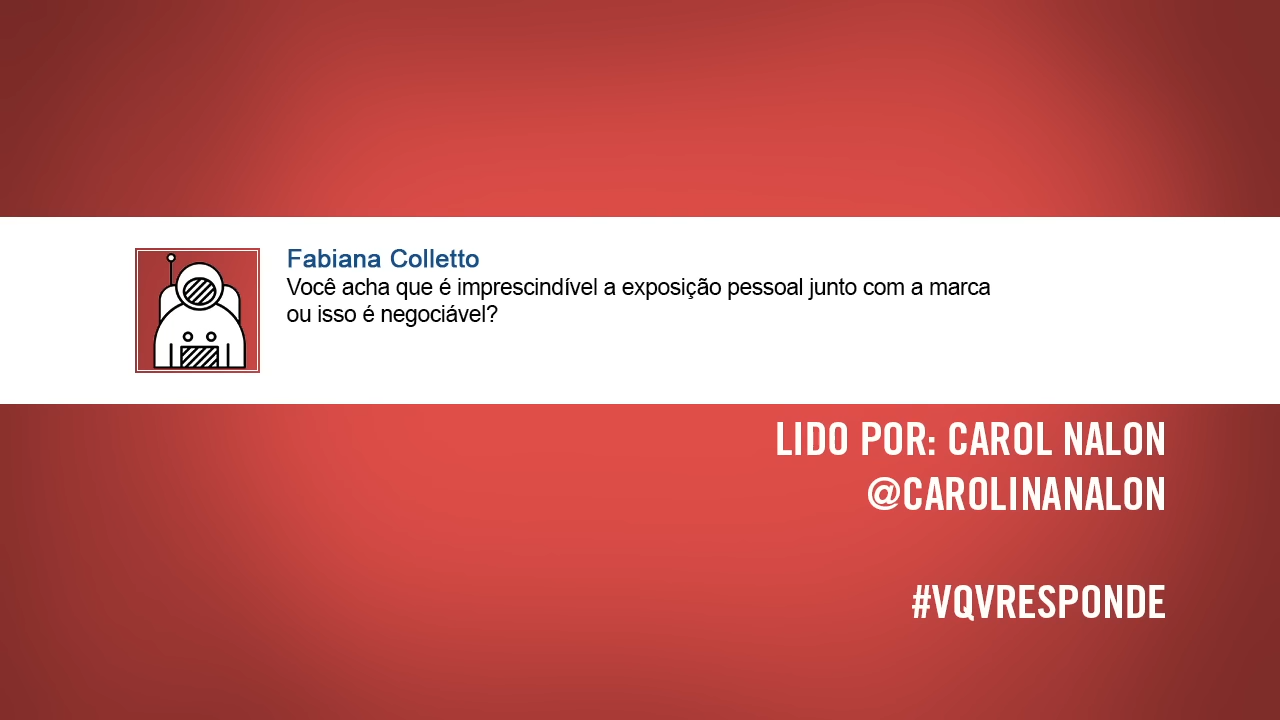 Fabiana Colletto
Você acha que é imprescindível a exposição pessoal junto com a marca
ou isso é negociável?
LIDO POR: CAROL NALON
@CAROLINANALON
#VQVRESPONDE